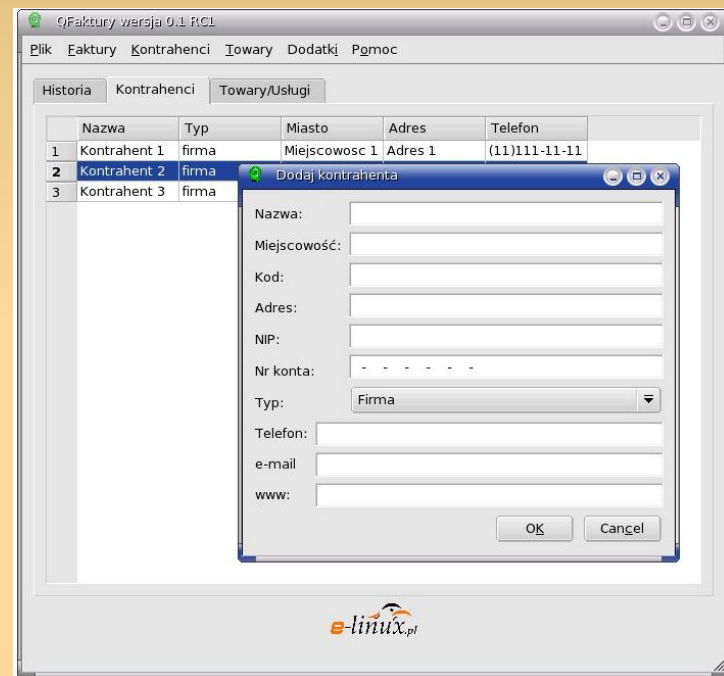 QFaktury wersja 0.1 RC1
Plik Faktury Kontrahenci Towary Dodatki Pomoc
Historia Kontrahenci Towary/Usługi
Nazwa Typ Miasto Adres Telefon
1 Kontrahent 1 firma Miejscowosc 1 Adres 1 (11)111-11-11
2 Kontrahent 2 firma
3 Kontrahent 3 firma
Dodaj kontrahenta
Nazwa:
Miejscowość:
Kod:
Adres:
NIP:
Nr konta: - - - - - -
Typ: Firma
Telefon:
e-mail
www:
OK Cancel
e-linux.pl